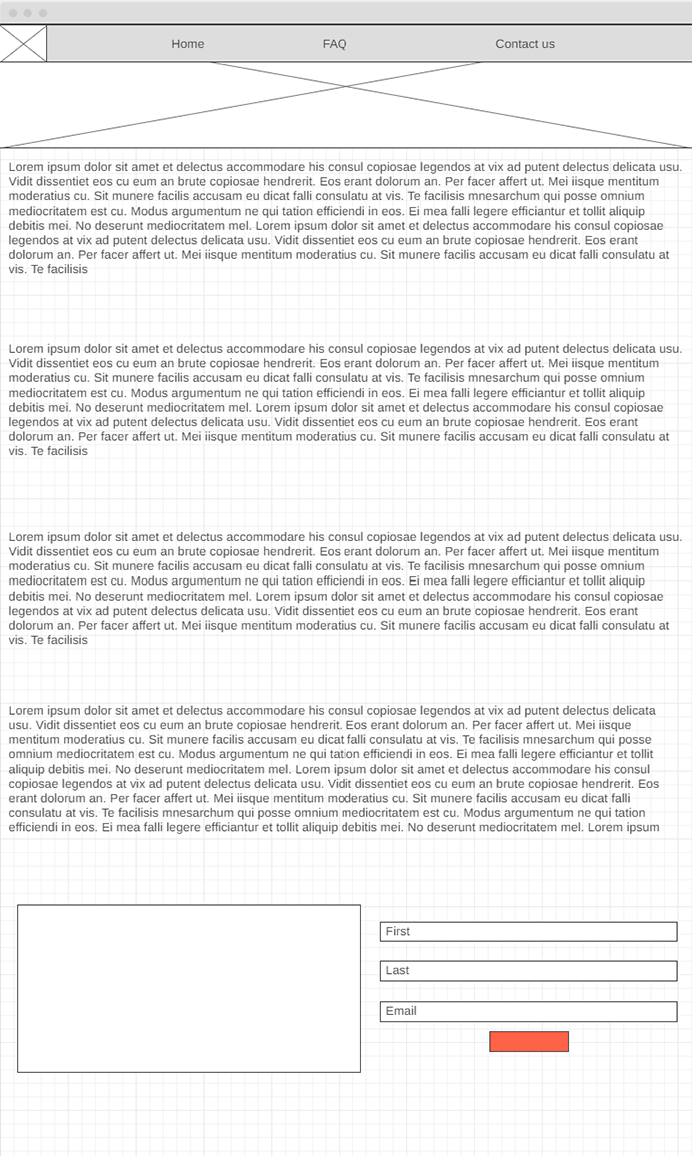 Home FAQ Contact us
Lorem ipsum dolor sit amet et delectus accommodare his consul copiosae legendos at vix ad putent delectus delicata usu.
Vidit dissentiet eos cu eum an brute copiosae hendrerit. Eos erant dolorum an. Per facer affert ut. Mei iisque mentitum
moderatius cu. Sit munere facilis accusam eu dicat falli consulatu at vis. Te facilisis mnesarchum qui posse omnium
mediocritatem est cu. Modus argumentum ne qui tation efficiendi in eos. Ei mea falli legere efficiantur et tollit aliquip
debitis mei. No deserunt mediocritatem mel. Lorem ipsum dolor sit amet et delectus accommodare his consul copiosae
legendos at vix ad putent delectus delicata usu. Vidit dissentiet eos cu eum an brute copiosae hendrerit. Eos erant
dolorum an. Per facer affert ut. Mei iisque mentitum moderatius cu. Sit munere facilis accusam eu dicat falli consulatu at
vis. Te facilisis
Lorem ipsum dolor sit amet et delectus accommodare his consul copiosae legendos at vix ad putent delectus delicata usu.
Vidit dissentiet eos cu eum an brute copiosae hendrerit. Eos erant dolorum an. Per facer affert ut. Mei iisque mentitum
moderatius cu. Sit munere facilis accusam eu dicat falli consulatu at vis. Te facilisis mnesarchum qui posse omnium
mediocritatem est cu. Modus argumentum ne qui tation efficiendi in eos. Ei mea falli legere efficiantur et tollit aliquip
debitis mei. No deserunt mediocritatem mel. Lorem ipsum dolor sit amet et delectus accommodare his consul copiosae
legendos at vix ad putent delectus delicata usu. Vidit dissentiet eos cu eum an brute copiosae hendrerit. Eos erant
dolorum an. Per facer affert ut. Mei iisque mentitum moderatius cu. Sit munere facilis accusam eu dicat falli consulatu at
vis. Te facilisis
Lorem ipsum dolor sit amet et delectus accommodare his consul copiosae legendos at vix ad putent delectus delicata usu.
Vidit dissentiet eos cu eum an brute copiosae hendrerit. Eos erant dolorum an. Per facer affert ut. Mei iisque mentitum
moderatius cu. Sit munere facilis accusam eu dicat falli consulatu at vis. Te facilisis mnesarchum qui posse omnium
mediocritatem est cu. Modus argumentum ne qui tation efficiendi in eos. Ei mea falli legere efficiantur et tollit aliquip
debitis mei. No deserunt mediocritatem mel. Lorem ipsum dolor sit amet et delectus accommodare his consul copiosae
legendos at vix ad putent delectus delicata usu. Vidit dissentiet eos cu eum an brute copiosae hendrerit. Eos erant
dolorum an. Per facer affert ut. Mei iisque mentitum moderatius cu. Sit munere facilis accusam eu dicat falli consulatu at
vis. Te facilisis
Lorem ipsum dolor sit amet et delectus accommodare his consul copiosae legendos at vix ad putent delectus delicata
usu. Vidit dissentiet eos cu eum an brute copiosae hendrerit. Eos erant dolorum an. Per facer affert ut. Mei iisque
mentitum moderatius cu. Sit munere facilis accusam eu dicat falli consulatu at vis. Te facilisis mnesarchum qui posse
omnium mediocritatem est cu. Modus argumentum ne qui tation efficiendi in eos. Ei mea falli legere efficiantur et tollit
aliquip debitis mei. No deserunt mediocritatem mel. Lorem ipsum dolor sit amet et delectus accommodare his consul
copiosae legendos at vix ad putent delectus delicata usu. Vidit dissentiet eos cu eum an brute copiosae hendrerit. Eos
erant dolorum an. Per facer affert ut. Mei iisque mentitum moderatius cu. Sit munere facilis accusam eu dicat falli
consulatu at vis. Te facilisis mnesarchum qui posse omnium mediocritatem est cu. Modus argumentum ne qui tation
efficiendi in eos. Ei mea falli legere efficiantur et tollit aliquip debitis mei. No deserunt mediocritatem mel. Lorem ipsum
First
Last
Email